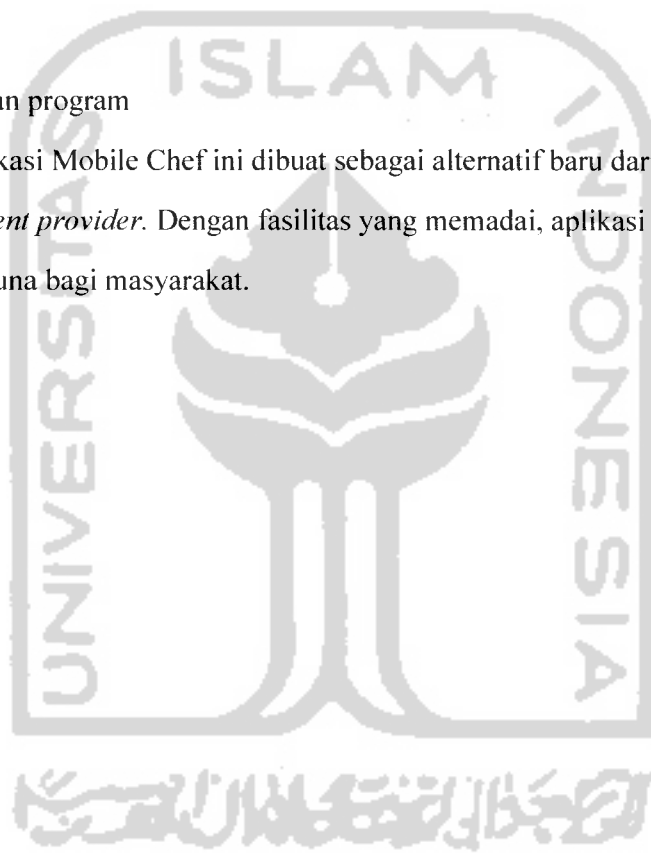 ISLAM
UNIVERSITAS
INDONESIA
an program
kasi Mobile Chef ini dibuat sebagai alternatif baru dar
ent provider. Dengan fasilitas yang memadai, aplikasi
una bagi masyarakat.